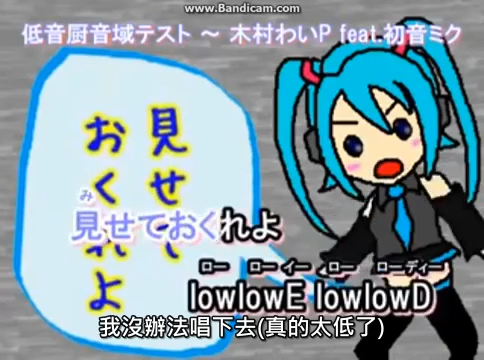 www.Bandicam.com
低音厨音域テスト ～ 木村わいP feat.初音ミク
見せて
おくれよ
み
見せておくれよ
ロー ローイー ロー ローディー
lowlowE lowlowD
我沒辦法唱下去(真的太低了)